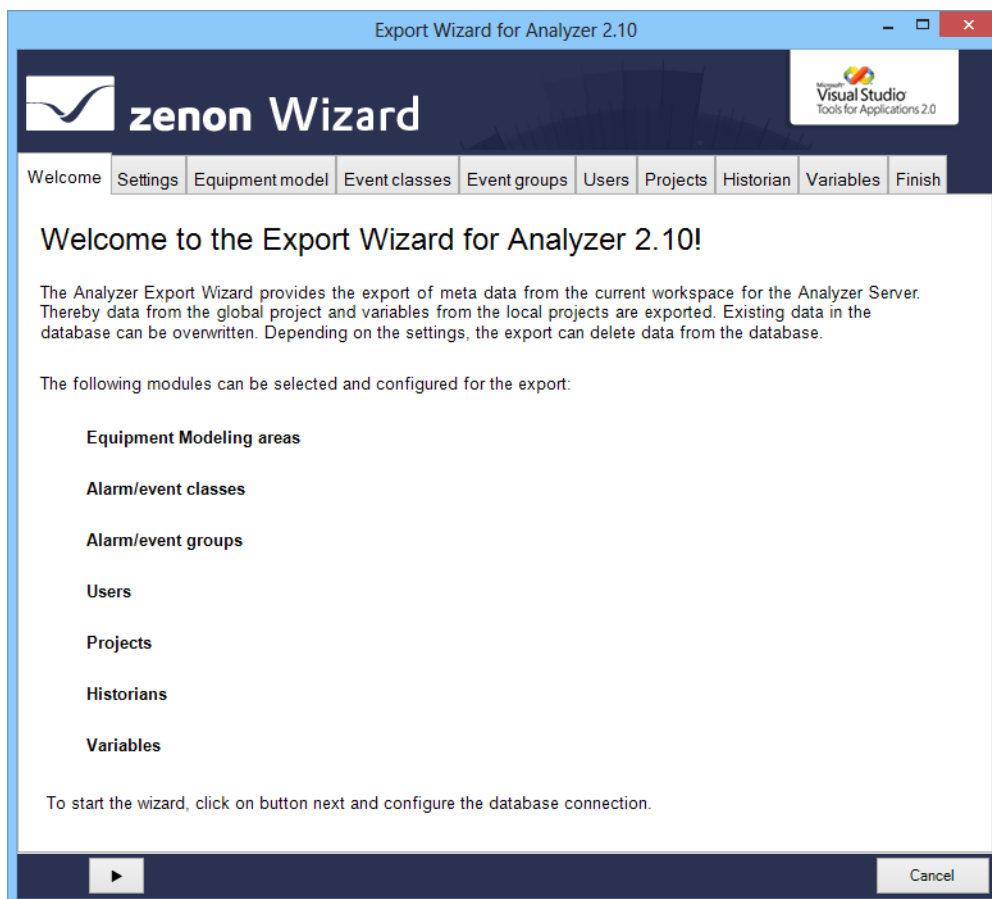 Export Wizard for Analyzer 2.10
zenon Wizard
Microsoft
Visual Studio
Tools for Applications 2.0
Welcome Settings Equipment model Event classes Event groups Users Projects Historian Variables Finish
Welcome to the Export Wizard for Analyzer 2.10!
The Analyzer Export Wizard provides the export of meta data from the current workspace for the Analyzer Server.
Thereby data from the global project and variables from the local projects are exported. Existing data in the
database can be overwritten. Depending on the settings, the export can delete data from the database.
The following modules can be selected and configured for the export:
Equipment Modeling areas
Alarm/event classes
Alarm/event groups
Users
Projects
Historians
Variables
To start the wizard, click on button next and configure the database connection.
Cancel